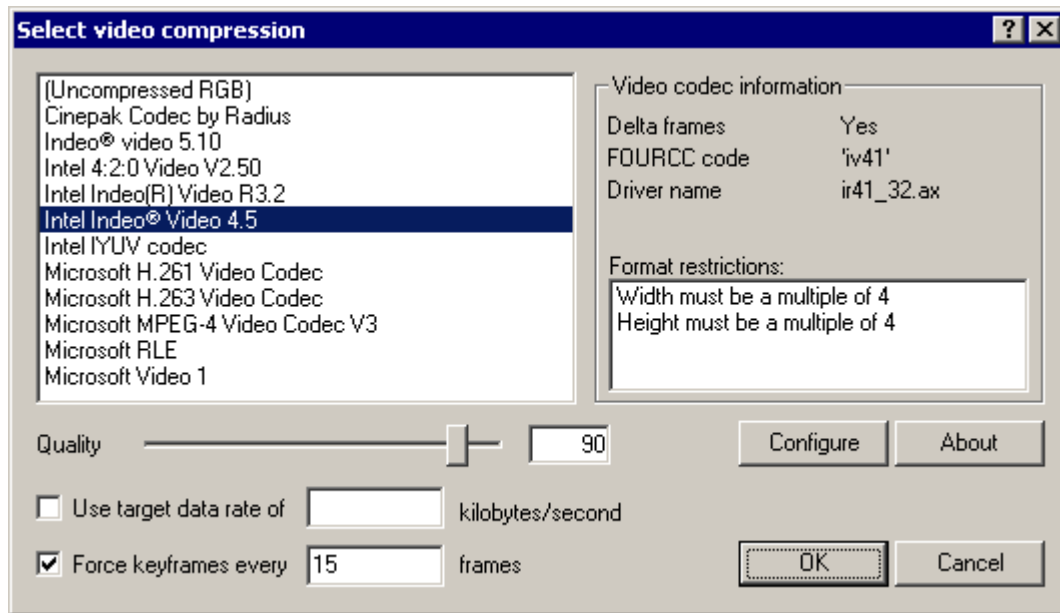 Select video compression
(Uncompressed RGB)
Cinepak Codec by Radius
Indeo® video 5.10
Intel 4:2:0 Video V2.50
Intel Indeo(R) Video R3.2
Intel Indeo® Video 4.5
Intel IYUV codec
Microsoft H.261 Video Codec
Microsoft H.263 Video Codec
Microsoft MPEG-4 Video Codec V3
Microsoft RLE
Microsoft Video 1
Video codec information
Delta frames Yes
FOURCC code 'iv41'
Driver name ir41_32.ax
Format restrictions:
Width must be a multiple of 4
Height must be a multiple of 4
Quality 90 Configure About
Use target data rate of kilobytes/second
Force keyframes every 15 frames OK Cancel